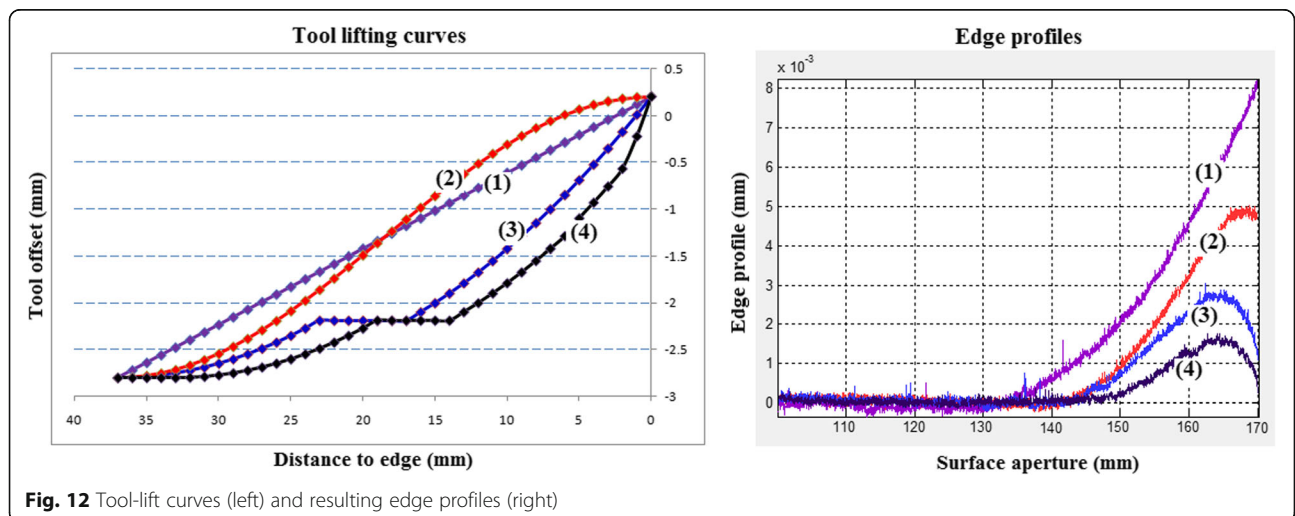 Tool lifting curves
0.5
0
-0.5
-1
-1.5
-2
-2.5
-3
40 35 30 25 20 15 10 5 0
(2) (1)
(3)
(4)
Tool offset (mm)
Distance to edge (mm)
Edge profiles
x 10⁻³
8
7
6
5
4
3
2
1
0
110 120 130 140 150 160 170
(1)
(2)
(3)
(4)
Edge profile (mm)
Surface aperture (mm)
Fig. 12 Tool-lift curves (left) and resulting edge profiles (right)